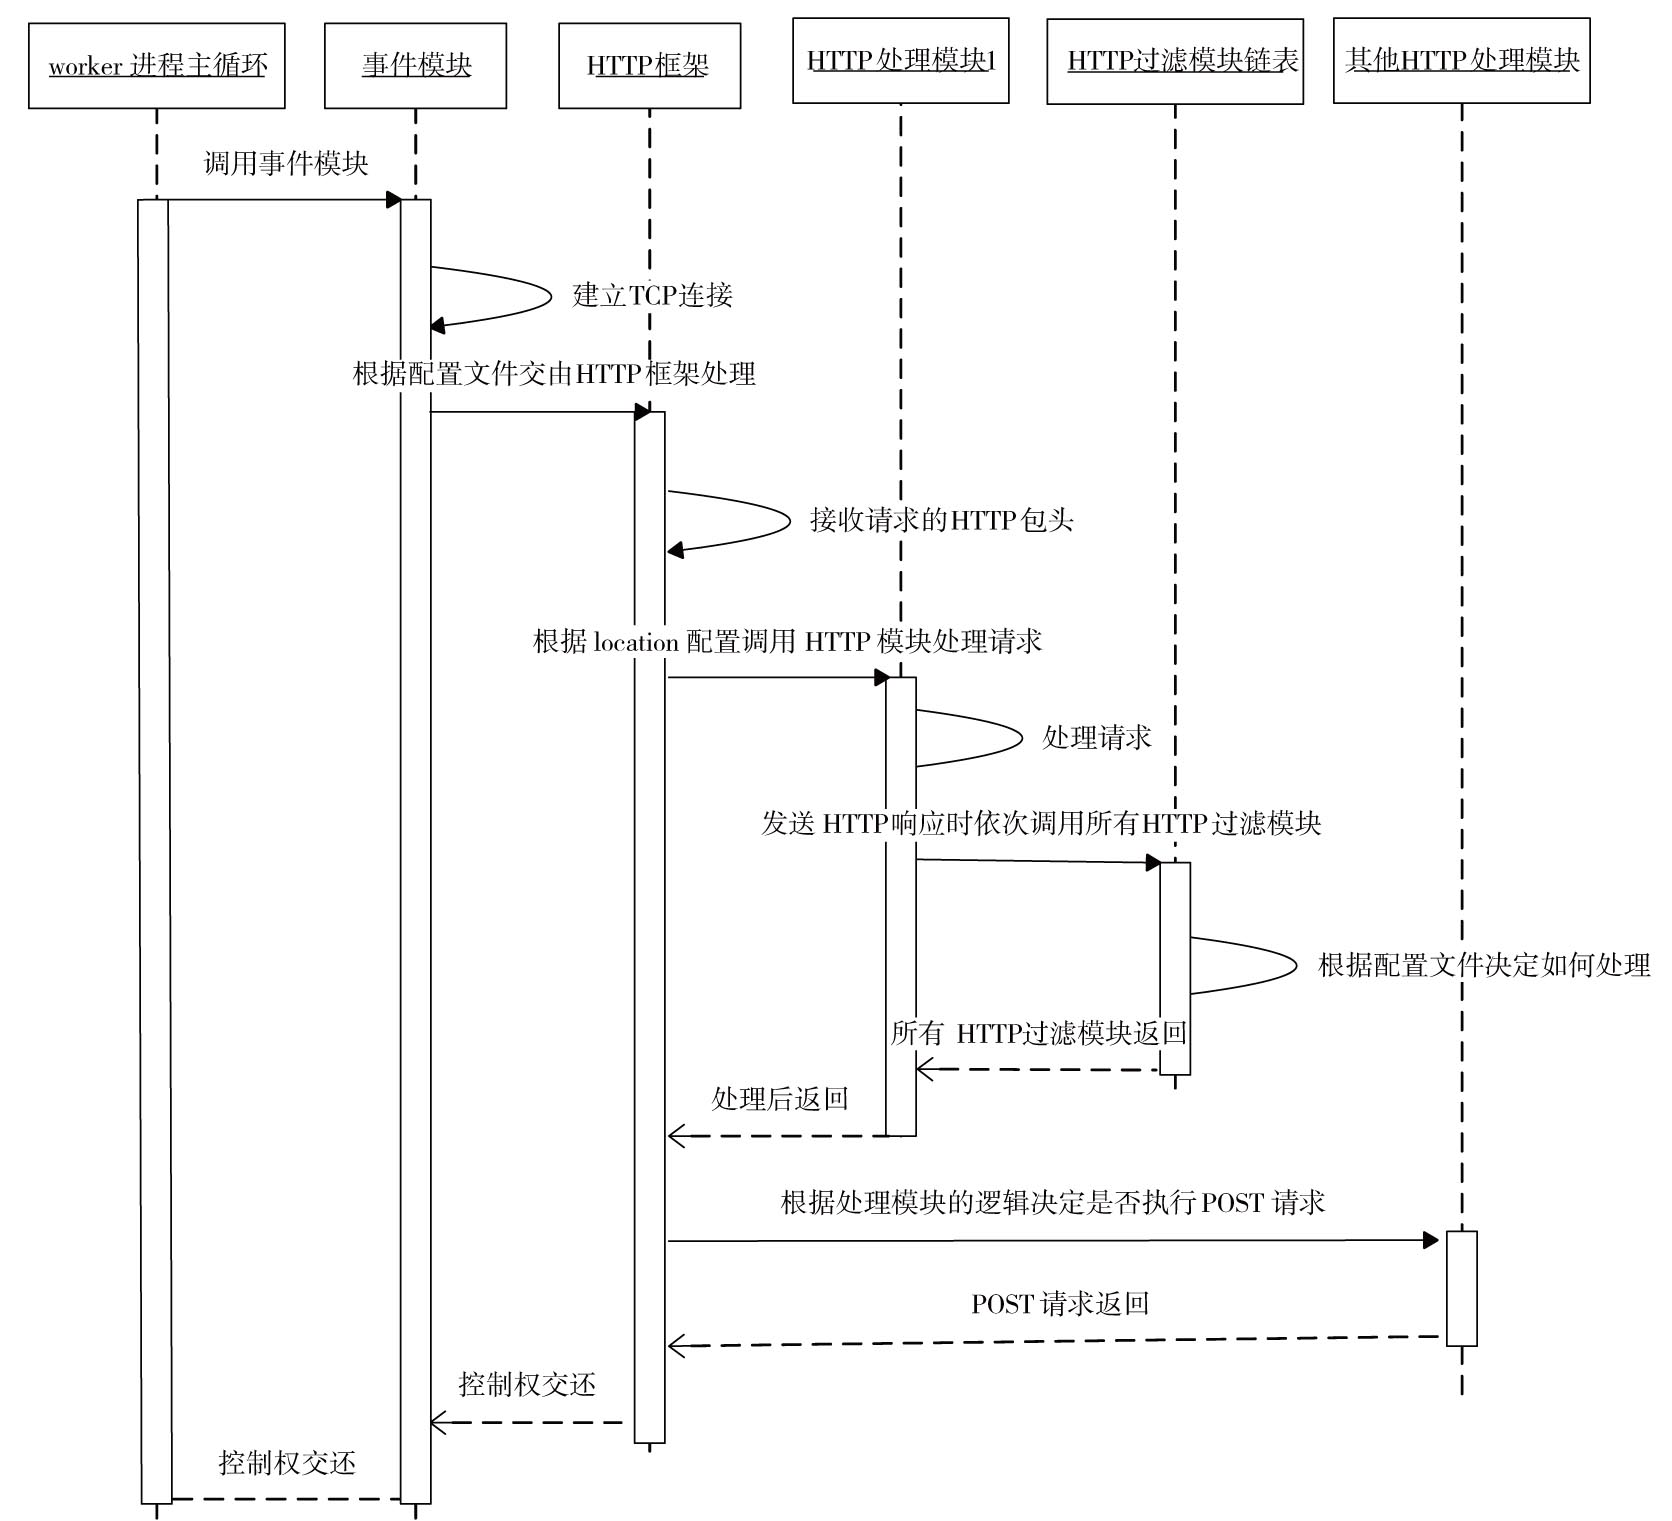 worker 进程主循环
事件模块
HTTP框架
HTTP处理模块1
HTTP过滤模块链表
其他HTTP处理模块
调用事件模块
建立TCP连接
根据配置文件交由HTTP框架处理
接收请求的HTTP包头
根据 location 配置调用 HTTP 模块处理请求
处理请求
发送 HTTP响应时依次调用所有HTTP过滤模块
根据配置文件决定如何处理
所有 HTTP过滤模块返回
处理后返回
根据处理模块的逻辑决定是否执行 POST 请求
POST 请求返回
控制权交还
控制权交还